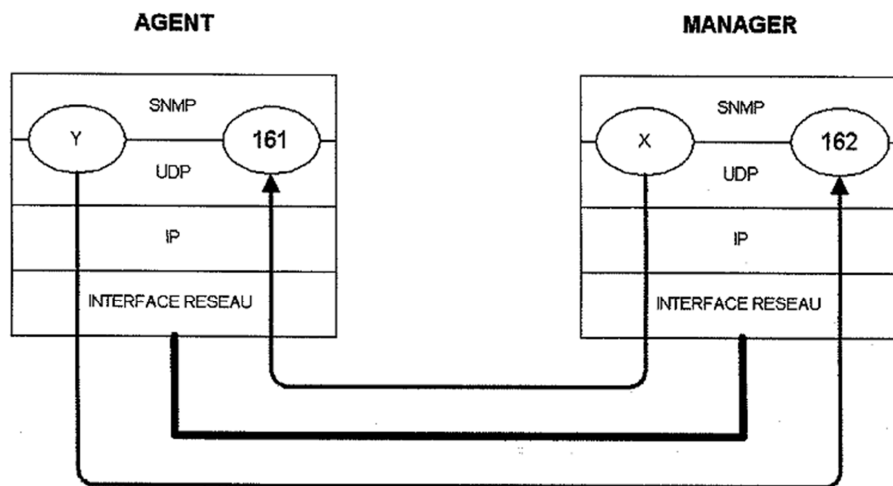 AGENT
MANAGER
SNMP
Y
161
UDP
IP
INTERFACE RESEAU
SNMP
X
162
UDP
IP
INTERFACE RESEAU